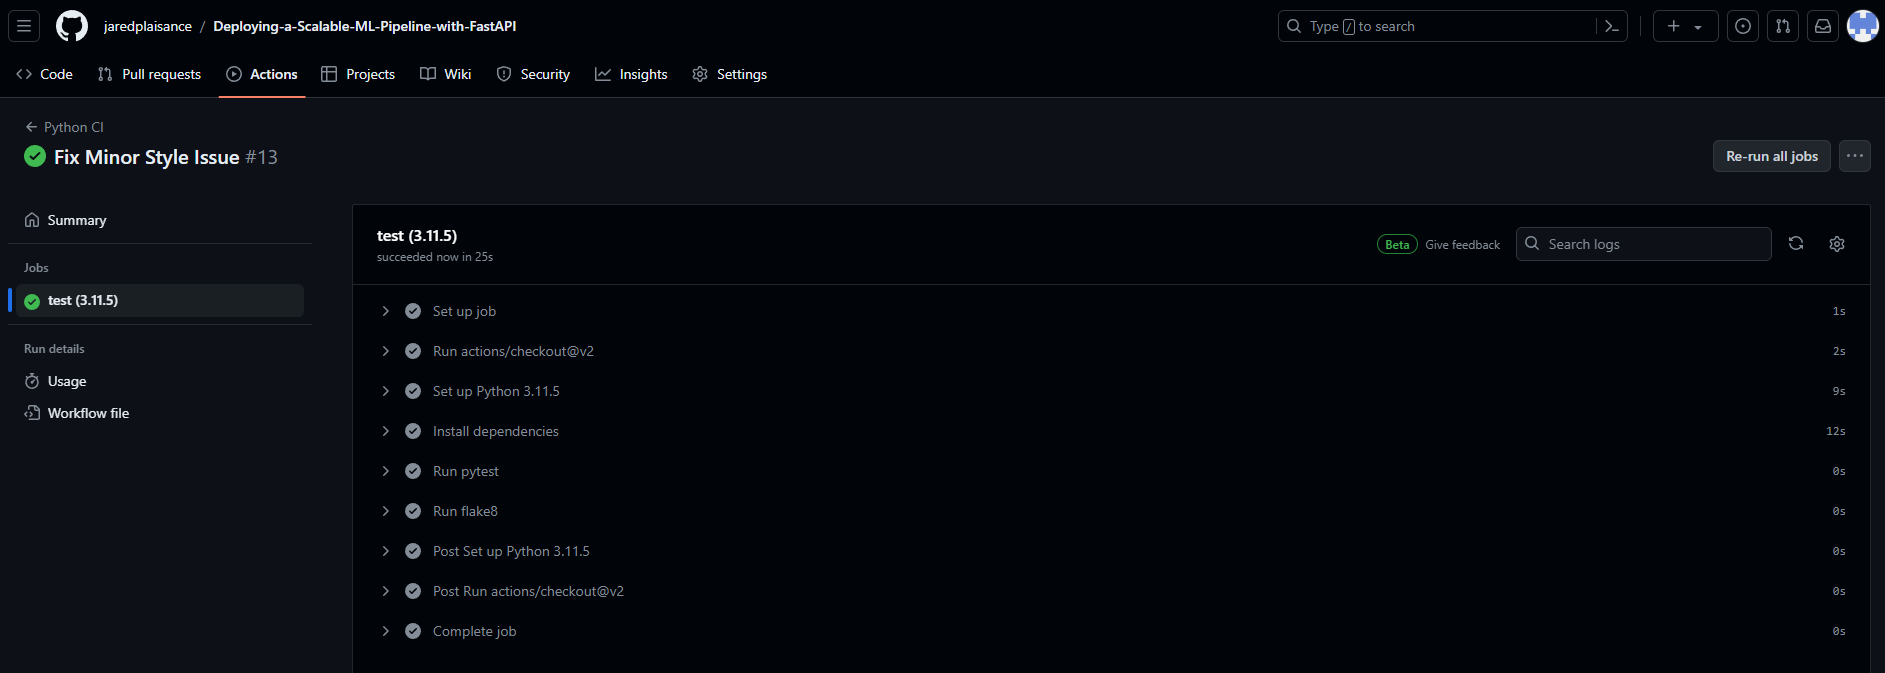 jaredplaisance / Deploying-a-Scalable-ML-Pipeline-with-FastAPI
Type / to search
Code Pull requests Actions Projects Wiki Security Insights Settings
Python CI
Fix Minor Style Issue #13
Re-run all jobs
Summary
Jobs
test (3.11.5)
Run details
Usage
Workflow file
test (3.11.5)
succeeded now in 25s
Beta Give feedback
Search logs
Set up job 1s
Run actions/checkout@v2 2s
Set up Python 3.11.5 9s
Install dependencies 12s
Run pytest 0s
Run flake8 0s
Post Set up Python 3.11.5 0s
Post Run actions/checkout@v2 0s
Complete job 0s